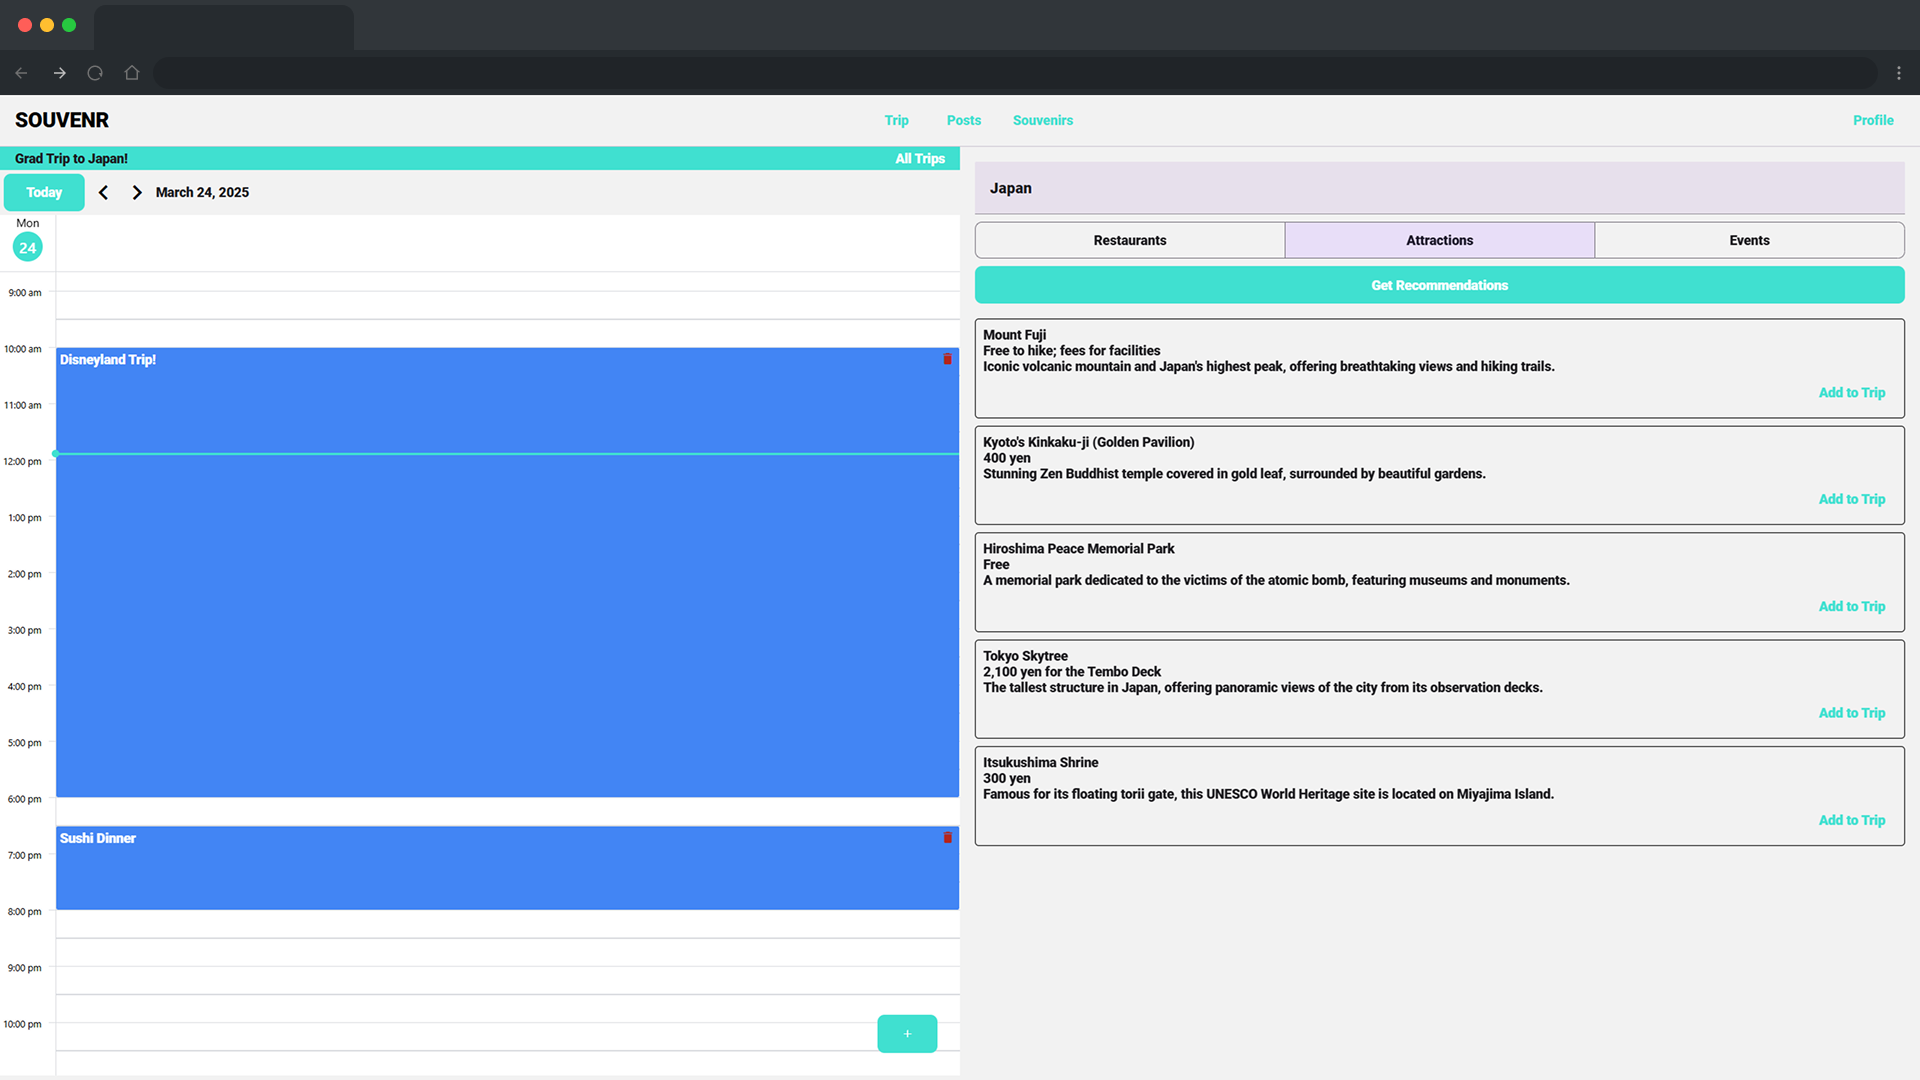 SOUVENR
Trip Posts Souvenirs
Profile
Grad Trip to Japan!
All Trips
Today
March 24, 2025
Mon
24
9:00 am
10:00 am
Disneyland Trip!
11:00 am
12:00 pm
1:00 pm
2:00 pm
3:00 pm
4:00 pm
5:00 pm
6:00 pm
Sushi Dinner
7:00 pm
8:00 pm
9:00 pm
10:00 pm
+
Japan
Restaurants Attractions Events
Get Recommendations
Mount Fuji
Free to hike; fees for facilities
Iconic volcanic mountain and Japan's highest peak, offering breathtaking views and hiking trails.
Add to Trip
Kyoto's Kinkaku-ji (Golden Pavilion)
400 yen
Stunning Zen Buddhist temple covered in gold leaf, surrounded by beautiful gardens.
Add to Trip
Hiroshima Peace Memorial Park
Free
A memorial park dedicated to the victims of the atomic bomb, featuring museums and monuments.
Add to Trip
Tokyo Skytree
2,100 yen for the Tembo Deck
The tallest structure in Japan, offering panoramic views of the city from its observation decks.
Add to Trip
Itsukushima Shrine
300 yen
Famous for its floating torii gate, this UNESCO World Heritage site is located on Miyajima Island.
Add to Trip